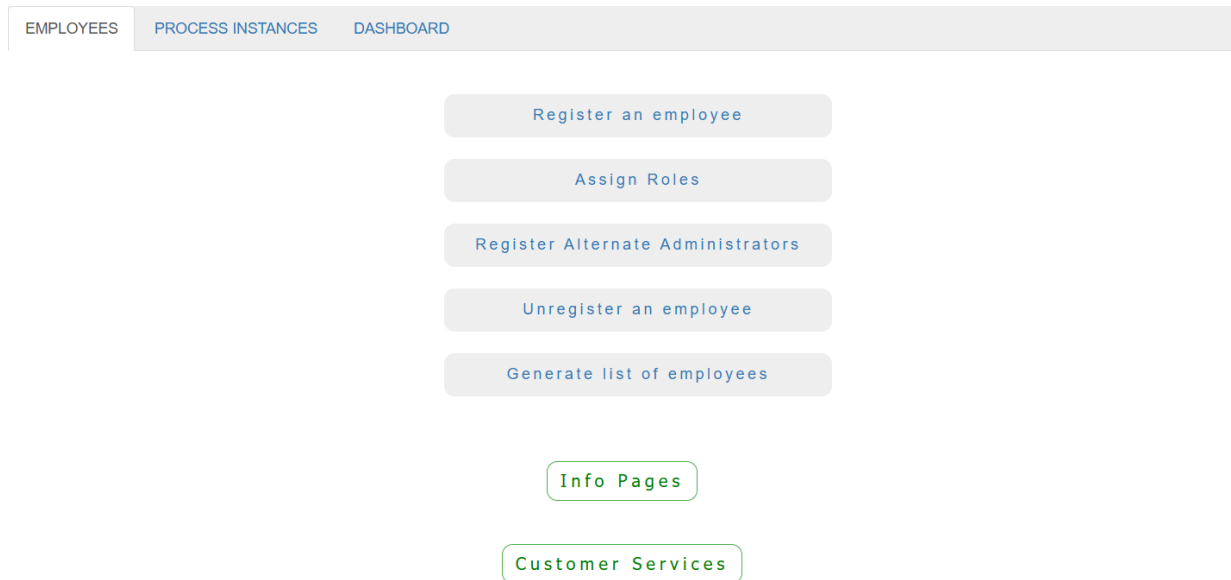 EMPLOYEES PROCESS INSTANCES DASHBOARD
Register an employee
Assign Roles
Register Alternate Administrators
Unregister an employee
Generate list of employees
Info Pages
Customer Services